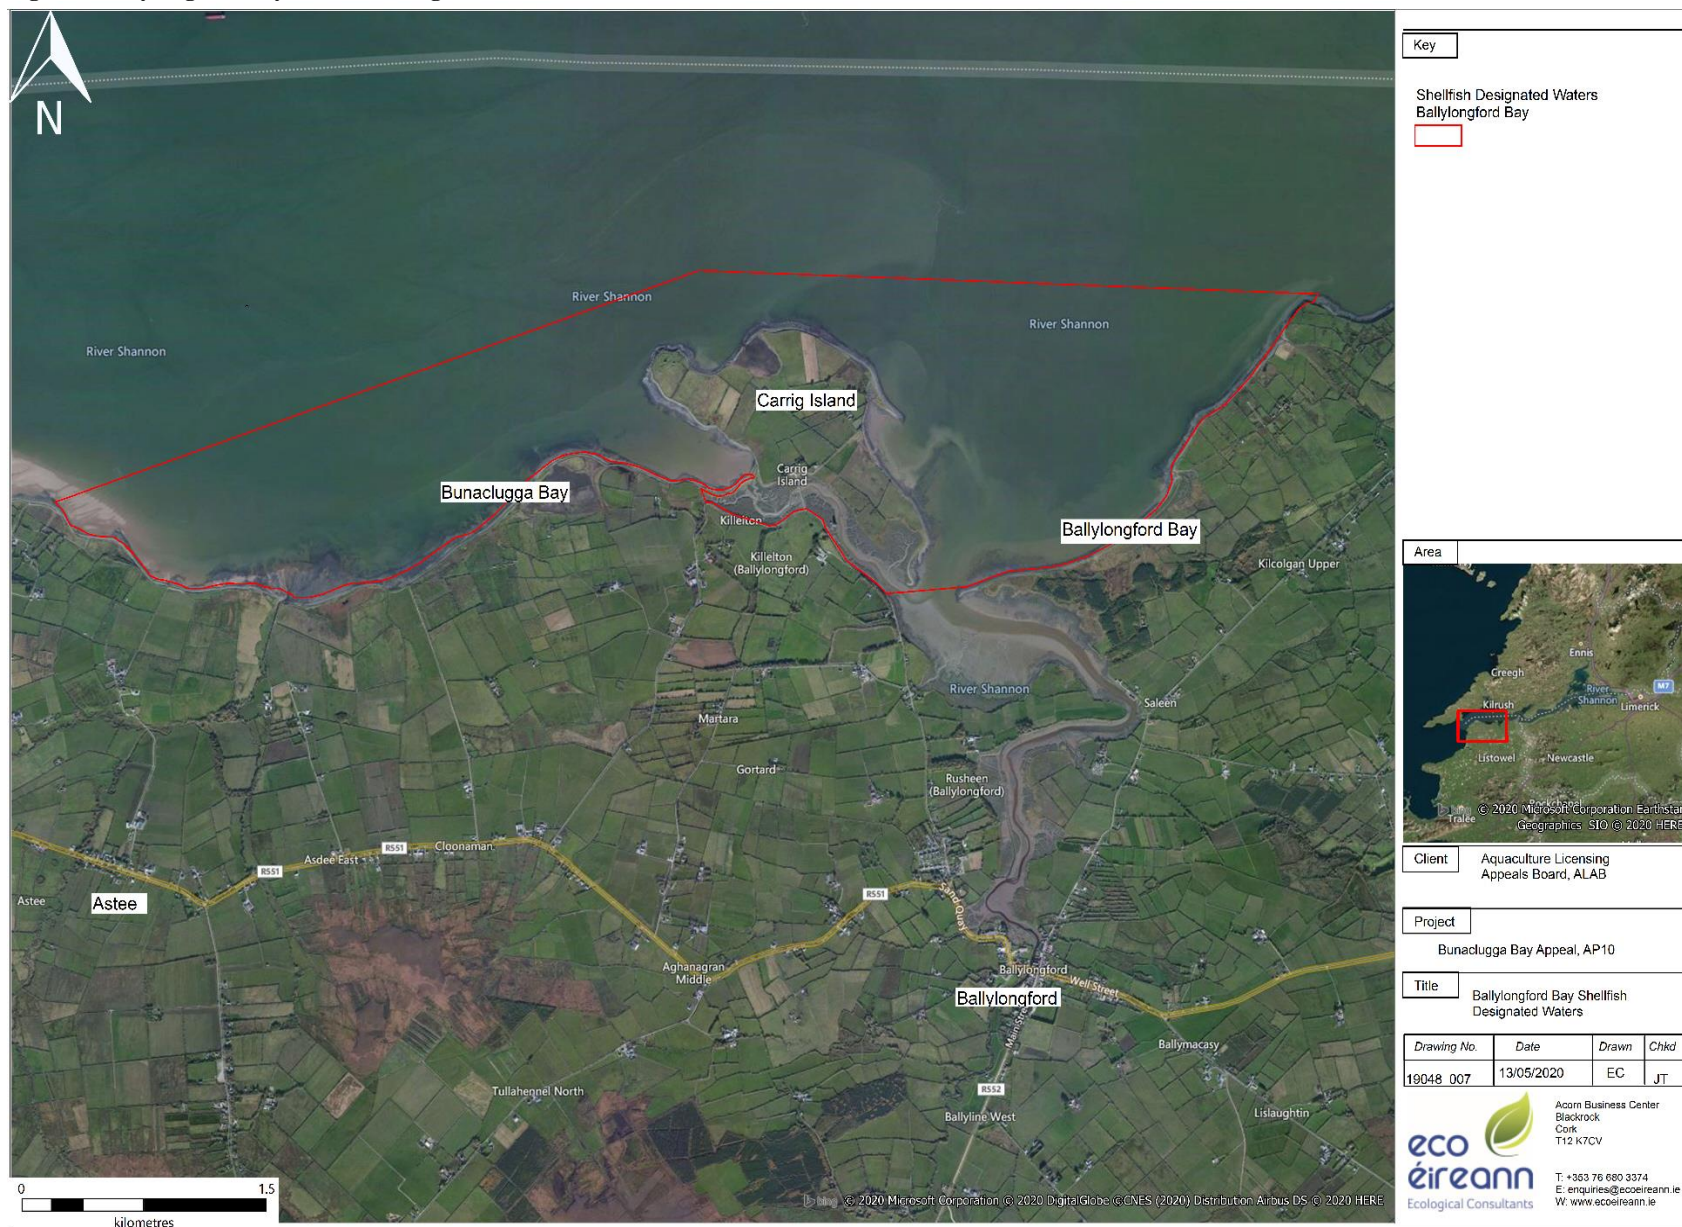 N
River Shannon
River Shannon
River Shannon
Carrig Island
Carrig
Island
Bunaclugga Bay
Killelton
Killelton
(Ballylongford)
Ballylongford Bay
Kilcolgan Upper
River Shannon
Saleen
Martara
Gortard
Rusheen
(Ballylongford)
R551
Cloonaman
Asdee East
R551
R551
Sand Quay
Astee
Astee
Aghanagran
Middle
Ballylongford
Well Street
Ballylongford
Main Street
Ballymacasy
Tullahennel North
R552
Ballyline West
Lislaughtin
0 1.5
kilometres
bing © 2020 Microsoft Corporation © 2020 DigitalGlobe ©CNES (2020) Distribution Airbus DS © 2020 HERE
Key
Shellfish Designated Waters
Ballylongford Bay
Area
Ennis
Creegh
River
Shannon
M7
Kilrush
Limerick
Listowel
Newcastle
Rockchapel
Tralee
bing © 2020 Microsoft Corporation Earthstar
Geographics SIO © 2020 HERE
Client
Aquaculture Licensing
Appeals Board, ALAB
Project
Bunaclugga Bay Appeal, AP10
Title
Ballylongford Bay Shellfish
Designated Waters
Drawing No. Date Drawn Chkd
19048_007 13/05/2020 EC JT
eco
éireann
Ecological Consultants
Acorn Business Center
Blackrock
Cork
T12 K7CV
T: +353 76 680 3374
E: enquiries@ecoeireann.ie
W: www.ecoeireann.ie